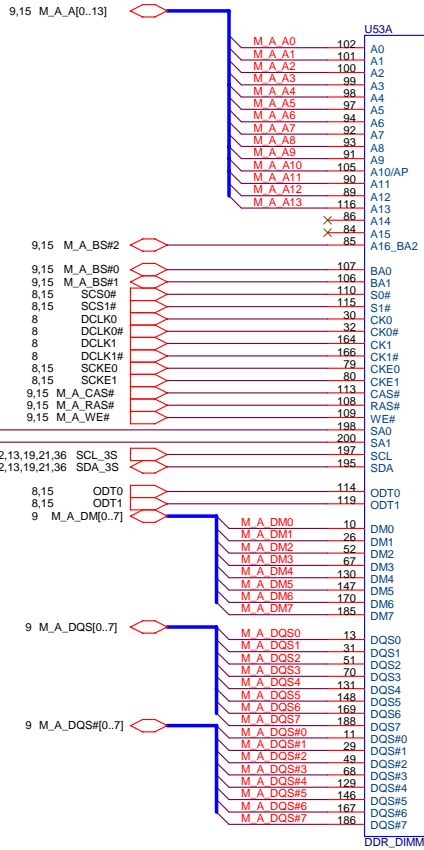 9,15 M_A_A[0..13]
U53A
M_A_A0 102 A0
M_A_A1 101 A1
M_A_A2 100 A2
M_A_A3 99 A3
M_A_A4 98 A4
M_A_A5 97 A5
M_A_A6 94 A6
M_A_A7 92 A7
M_A_A8 93 A8
M_A_A9 91 A9
M_A_A10 105 A10/AP
M_A_A11 90 A11
M_A_A12 89 A12
M_A_A13 116 A13
86 A14
84 A15
9,15 M_A_BS#2 85 A16_BA2
9,15 M_A_BS#0 107 BA0
9,15 M_A_BS#1 106 BA1
8,15 SCS0# 110 S0#
8,15 SCS1# 115 S1#
8 DCLK0 30 CK0
8 DCLK0# 32 CK0#
8 DCLK1 164 CK1
8 DCLK1# 166 CK1#
8,15 SCKE0 79 CKE0
8,15 SCKE1 80 CKE1
9,15 M_A_CAS# 113 CAS#
9,15 M_A_RAS# 108 RAS#
9,15 M_A_WE# 109 WE#
198 SA0
200 SA1
2,13,19,21,36 SCL_3S 197 SCL
2,13,19,21,36 SDA_3S 195 SDA
8,15 ODT0 114 ODT0
8,15 ODT1 119 ODT1
9 M_A_DM[0..7]
M_A_DM0 10 DM0
M_A_DM1 26 DM1
M_A_DM2 52 DM2
M_A_DM3 67 DM3
M_A_DM4 130 DM4
M_A_DM5 147 DM5
M_A_DM6 170 DM6
M_A_DM7 185 DM7
9 M_A_DQS[0..7]
M_A_DQS0 13 DQS0
M_A_DQS1 31 DQS1
M_A_DQS2 51 DQS2
M_A_DQS3 70 DQS3
M_A_DQS4 131 DQS4
M_A_DQS5 148 DQS5
M_A_DQS6 169 DQS6
M_A_DQS7 188 DQS7
9 M_A_DQS#[0..7]
M_A_DQS#0 11 DQS#0
M_A_DQS#1 29 DQS#1
M_A_DQS#2 49 DQS#2
M_A_DQS#3 68 DQS#3
M_A_DQS#4 129 DQS#4
M_A_DQS#5 146 DQS#5
M_A_DQS#6 167 DQS#6
M_A_DQS#7 186 DQS#7
DDR_DIMM